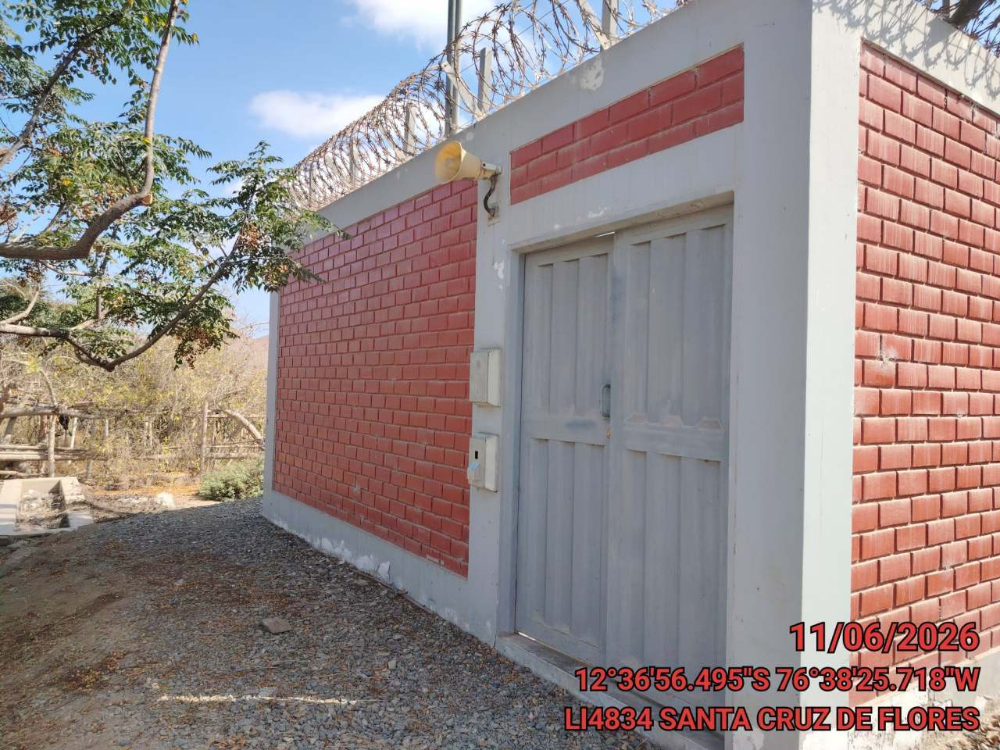 11/06/2026
12°36'56.495"S 76°38'25.718"W
LI4834 SANTA CRUZ DE FLORES